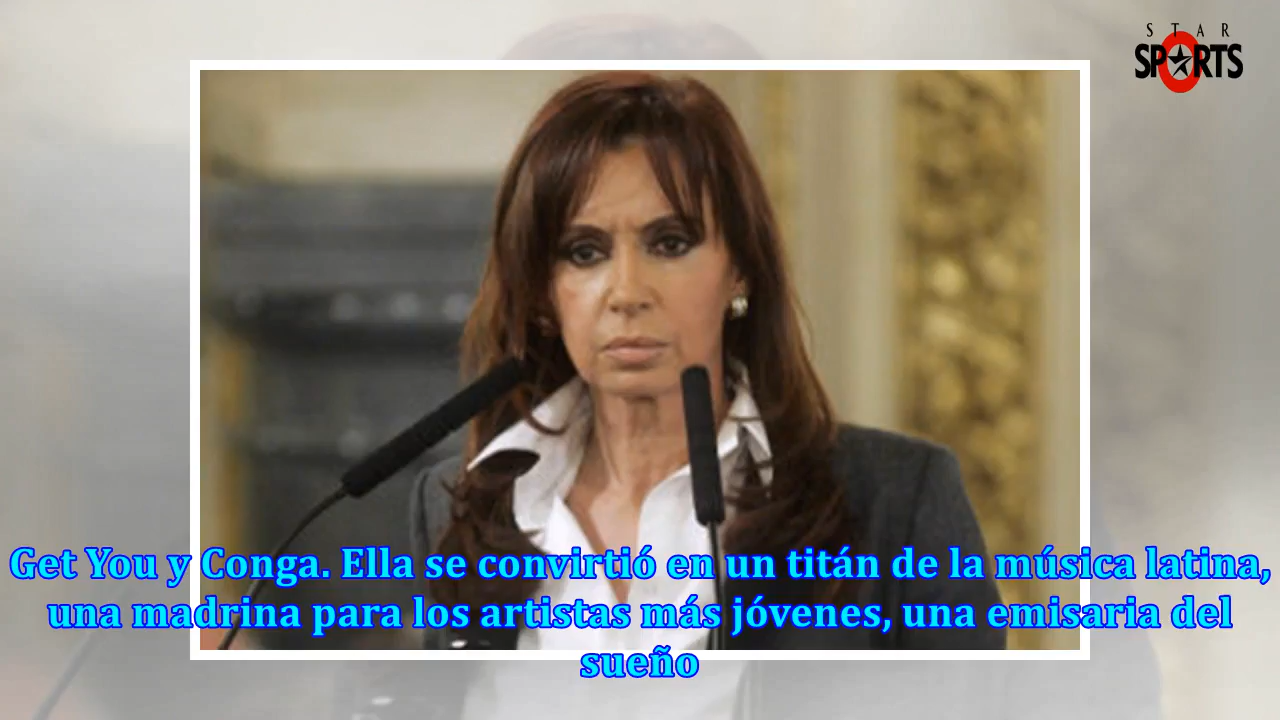 STAR
SPORTS
Get You y Conga. Ella se convirtió en un titán de la música latina,
una madrina para los artistas más jóvenes, una emisaria del
sueño